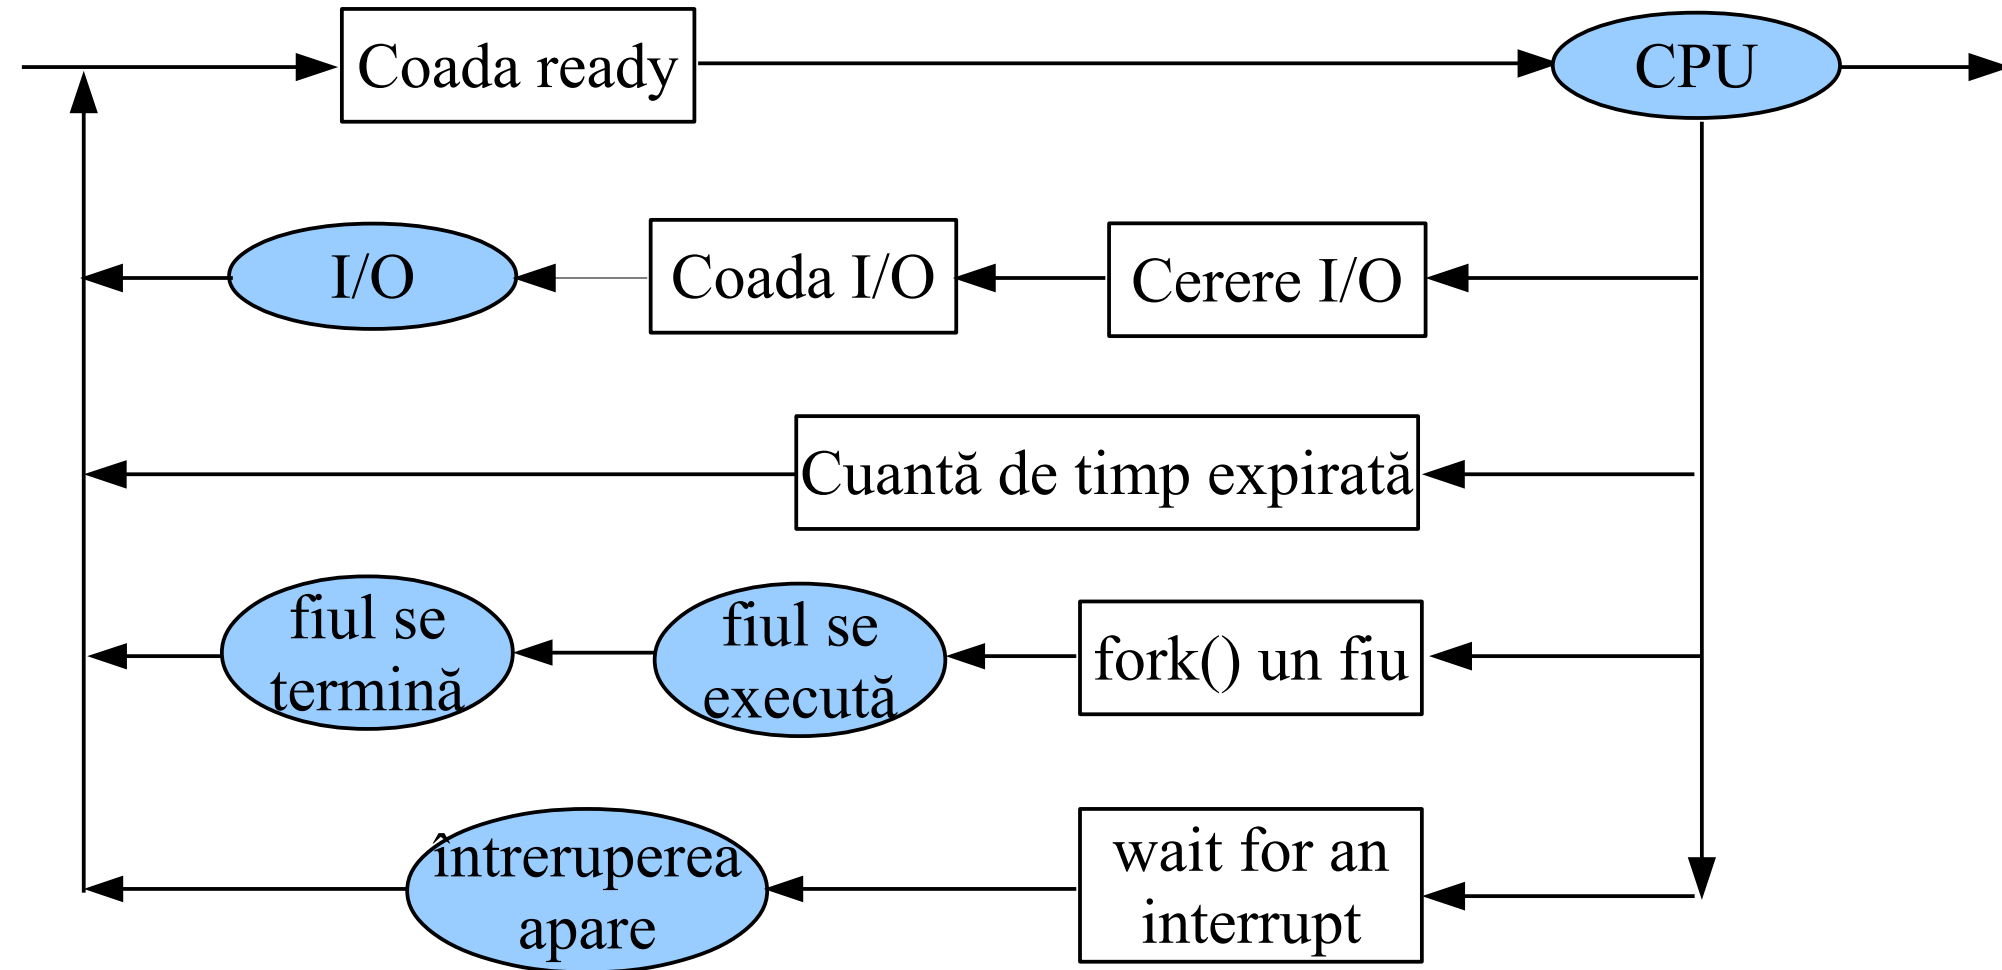 Coada ready
CPU
I/O
Coada I/O
Cerere I/O
Cuantă de timp expirată
fiul se
termină
fiul se
execută
fork() un fiu
întreruperea
apare
wait for an
interrupt